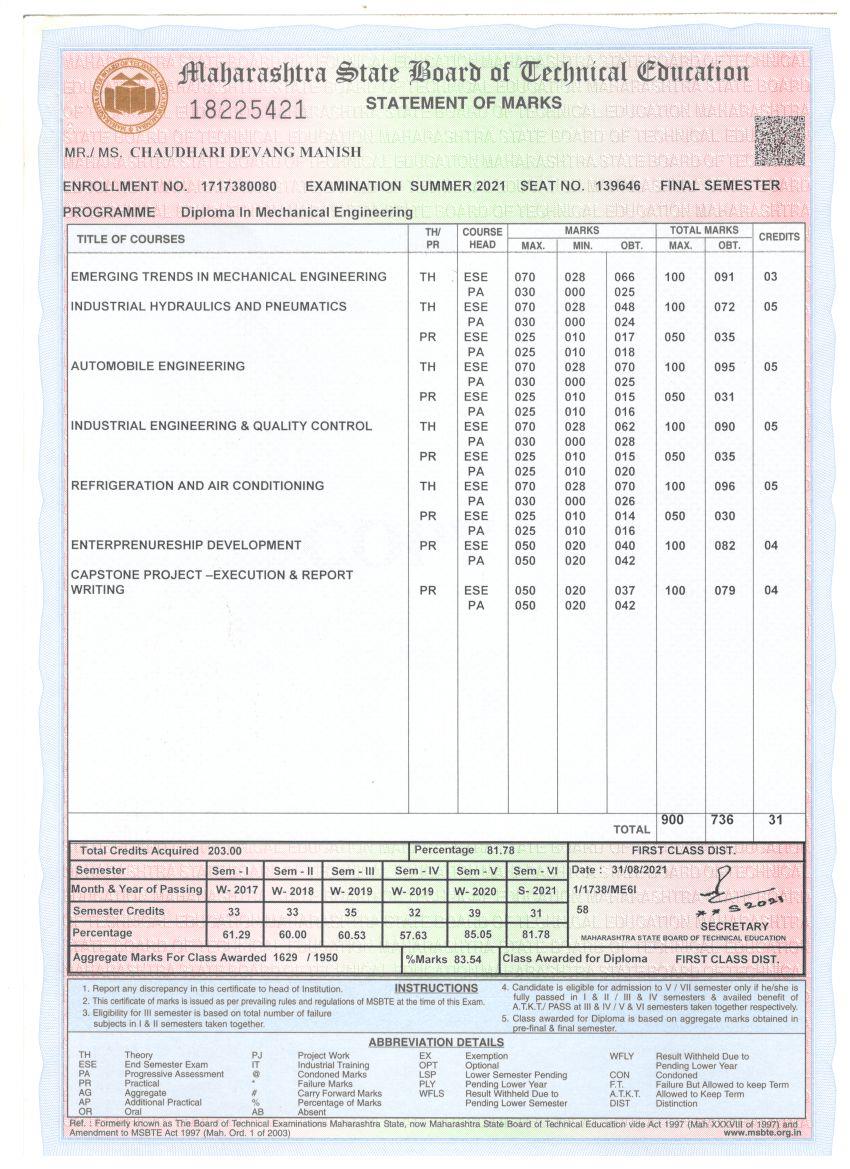 Maharashtra State Board of Technical Education
18225421
STATEMENT OF MARKS
MR./ MS. CHAUDHARI DEVANG MANISH
ENROLLMENT NO. 1717380080 EXAMINATION SUMMER 2021 SEAT NO. 139646 FINAL SEMESTER
PROGRAMME Diploma In Mechanical Engineering
TITLE OF COURSES TH/ PR COURSE HEAD MARKS MAX. MIN. OBT. TOTAL MARKS MAX. OBT. CREDITS
EMERGING TRENDS IN MECHANICAL ENGINEERING TH ESE 070 028 066 100 091 03
PA 030 000 025
INDUSTRIAL HYDRAULICS AND PNEUMATICS TH ESE 070 028 048 100 072 05
PA 030 000 024
PR ESE 025 010 017 050 035
PA 025 010 018
AUTOMOBILE ENGINEERING TH ESE 070 028 070 100 095 05
PA 030 000 025
PR ESE 025 010 015 050 031
PA 025 010 016
INDUSTRIAL ENGINEERING & QUALITY CONTROL TH ESE 070 028 062 100 090 05
PA 030 000 028
PR ESE 025 010 015 050 035
PA 025 010 020
REFRIGERATION AND AIR CONDITIONING TH ESE 070 028 070 100 096 05
PA 030 000 026
PR ESE 025 010 014 050 030
PA 025 010 016
ENTERPRENURESHIP DEVELOPMENT PR ESE 050 020 040 100 082 04
PA 050 020 042
CAPSTONE PROJECT –EXECUTION & REPORT
WRITING PR ESE 050 020 037 100 079 04
PA 050 020 042
TOTAL 900 736 31
Total Credits Acquired 203.00 Percentage 81.78 FIRST CLASS DIST.
Semester Sem - I Sem - II Sem - III Sem - IV Sem - V Sem - VI Date : 31/08/2021
Month & Year of Passing W- 2017 W- 2018 W- 2019 W- 2019 W- 2020 S- 2021 1/1738/ME6I
Semester Credits 33 33 35 32 39 31 58
** S2021
SECRETARY
Percentage 61.29 60.00 60.53 57.63 85.05 81.78 MAHARASHTRA STATE BOARD OF TECHNICAL EDUCATION
Aggregate Marks For Class Awarded 1629 / 1950 %Marks 83.54 Class Awarded for Diploma FIRST CLASS DIST.
INSTRUCTIONS
1. Report any discrepancy in this certificate to head of Institution.
2. This certificate of marks is issued as per prevailing rules and regulations of MSBTE at the time of this Exam.
3. Eligibility for III semester is based on total number of failure
subjects in I & II semesters taken together.
4. Candidate is eligible for admission to V / VII semester only if he/she is
fully passed in I & II / III & IV semesters & availed benefit of
A.T.K.T./ PASS at III & IV / V & VI semesters taken together respectively.
5. Class awarded for Diploma is based on aggregate marks obtained in
pre-final & final semester.
ABBREVIATION DETAILS
TH Theory PJ Project Work EX Exemption WFLY Result Withheld Due to
ESE End Semester Exam IT Industrial Training OPT Optional Pending Lower Year
PA Progressive Assessment @ Condoned Marks LSP Lower Semester Pending CON Condoned
PR Practical * Failure Marks PLY Pending Lower Year F.T. Failure But Allowed to keep Term
AG Aggregate # Carry Forward Marks WFLS Result Withheld Due to A.T.K.T. Allowed to Keep Term
AP Additional Practical % Percentage of Marks Pending Lower Semester DIST Distinction
OR Oral AB Absent
Ref. : Formerly known as The Board of Technical Examinations Maharashtra State, now Maharashtra State Board of Technical Education vide Act 1997 (Mah XXXVIII of 1997) and
Amendment to MSBTE Act 1997 (Mah. Ord. 1 of 2003) www.msbte.org.in